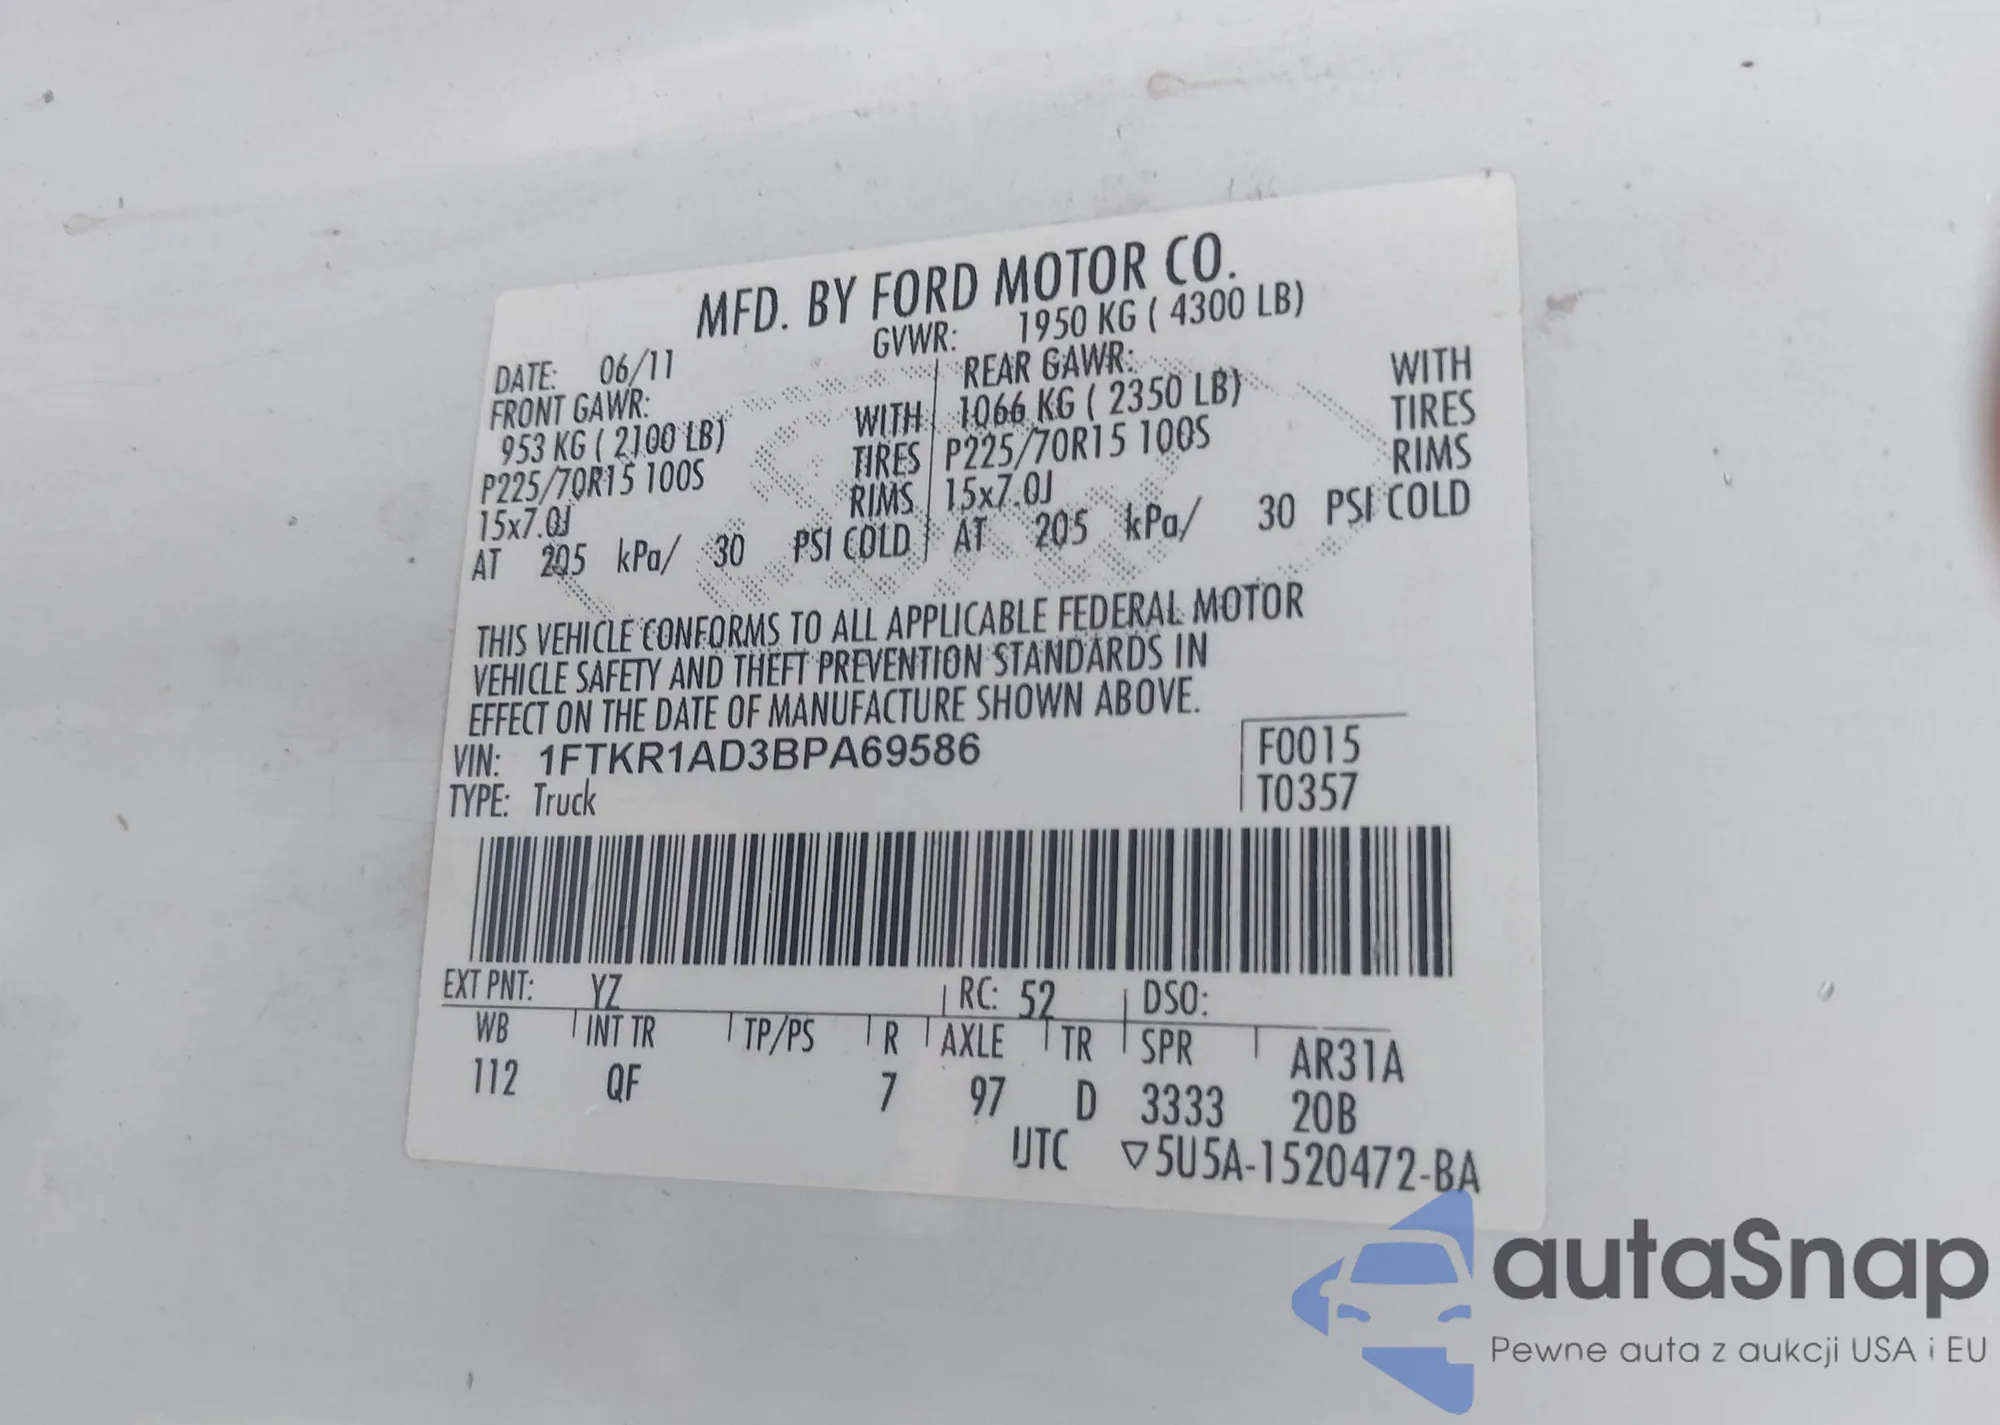 MFD. BY FORD MOTOR CO.
DATE: 06/11 GVWR: 1950 KG ( 4300 LB)
FRONT GAWR: REAR GAWR: WITH
953 KG ( 2100 LB) WITH 1066 KG ( 2350 LB) TIRES
P225/70R15 100S TIRES P225/70R15 100S RIMS
15x7.0J RIMS 15x7.0J
AT 205 kPa/ 30 PSI COLD AT 205 kPa/ 30 PSI COLD
THIS VEHICLE CONFORMS TO ALL APPLICABLE FEDERAL MOTOR
VEHICLE SAFETY AND THEFT PREVENTION STANDARDS IN
EFFECT ON THE DATE OF MANUFACTURE SHOWN ABOVE.
VIN: 1FTKR1AD3BPA69586 F0015
TYPE: Truck T0357
EXT PNT: YZ RC: 52 DSO:
WB INT TR TP/PS R AXLE TR SPR AR31A
112 QF 7 97 D 3333 20B
UTC ▽5U5A-1520472-BA
autaSnap
Pewne auta z aukcji USA i EU